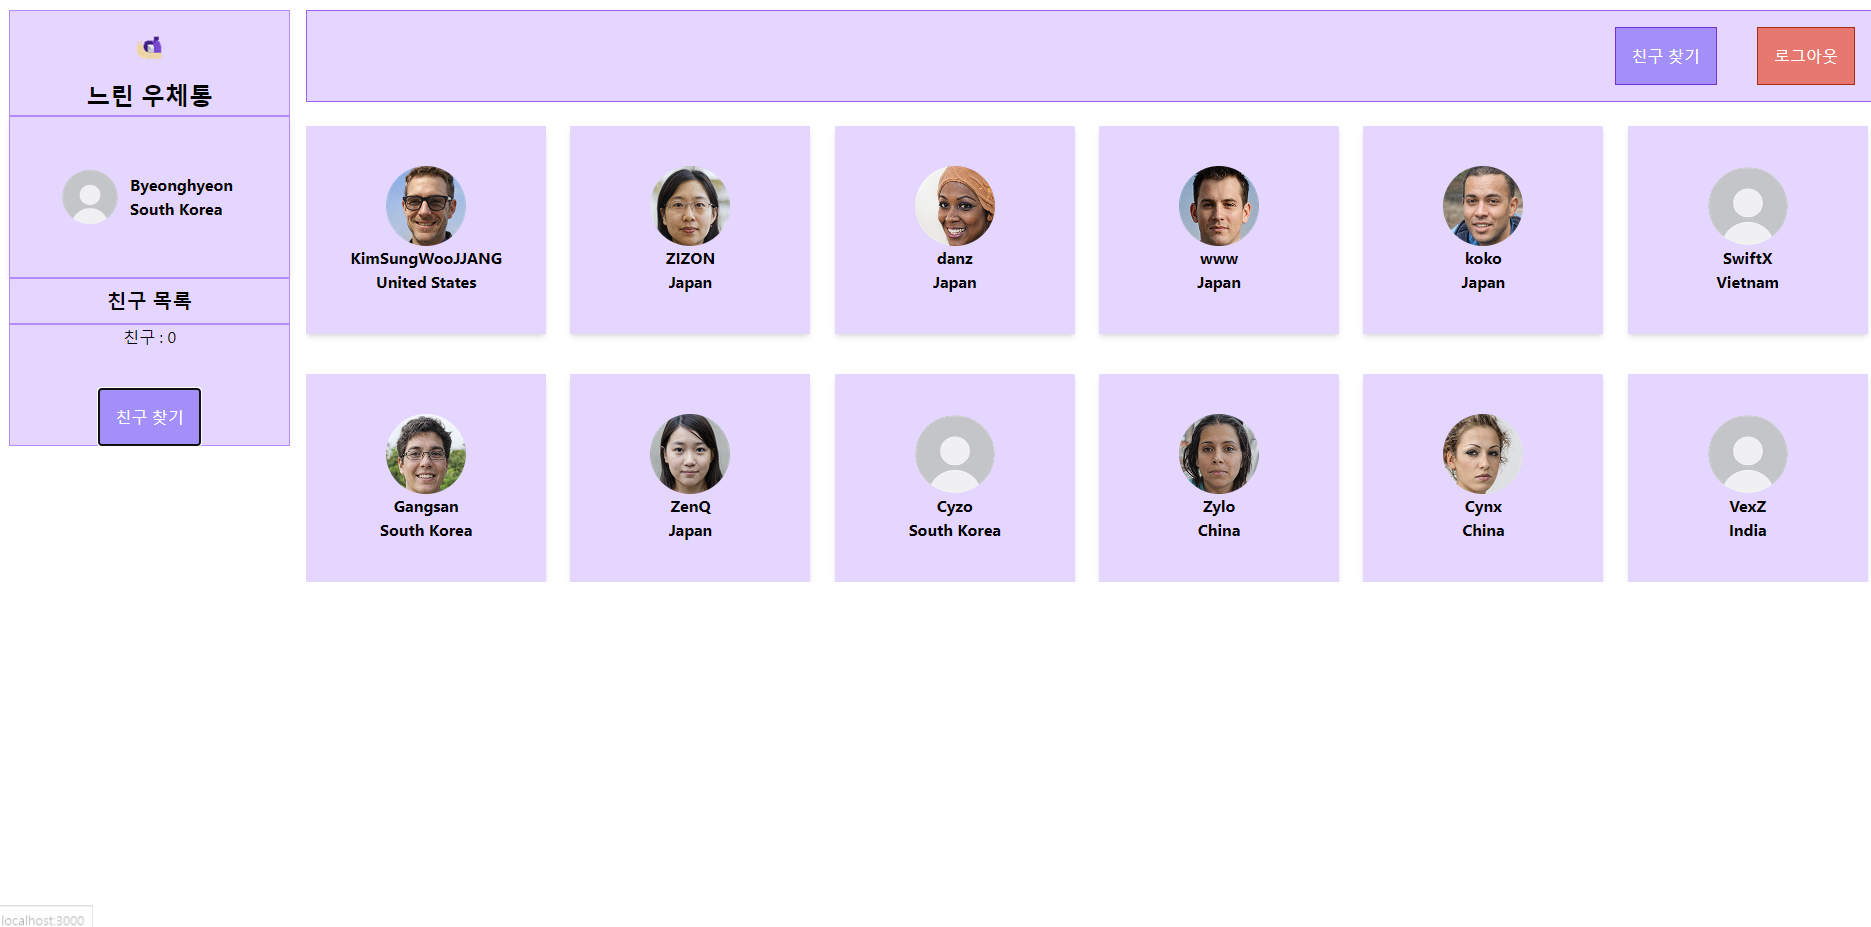 느린 우체통
Byeonghyeon
South Korea
친구 목록
친구 : 0
친구 찾기
친구 찾기
로그아웃
KimSungWooJJANG
United States
ZIZON
Japan
danz
Japan
www
Japan
koko
Japan
SwiftX
Vietnam
Gangsan
South Korea
ZenQ
Japan
Cyzo
South Korea
Zylo
China
Cynx
China
VexZ
India
localhost:3000